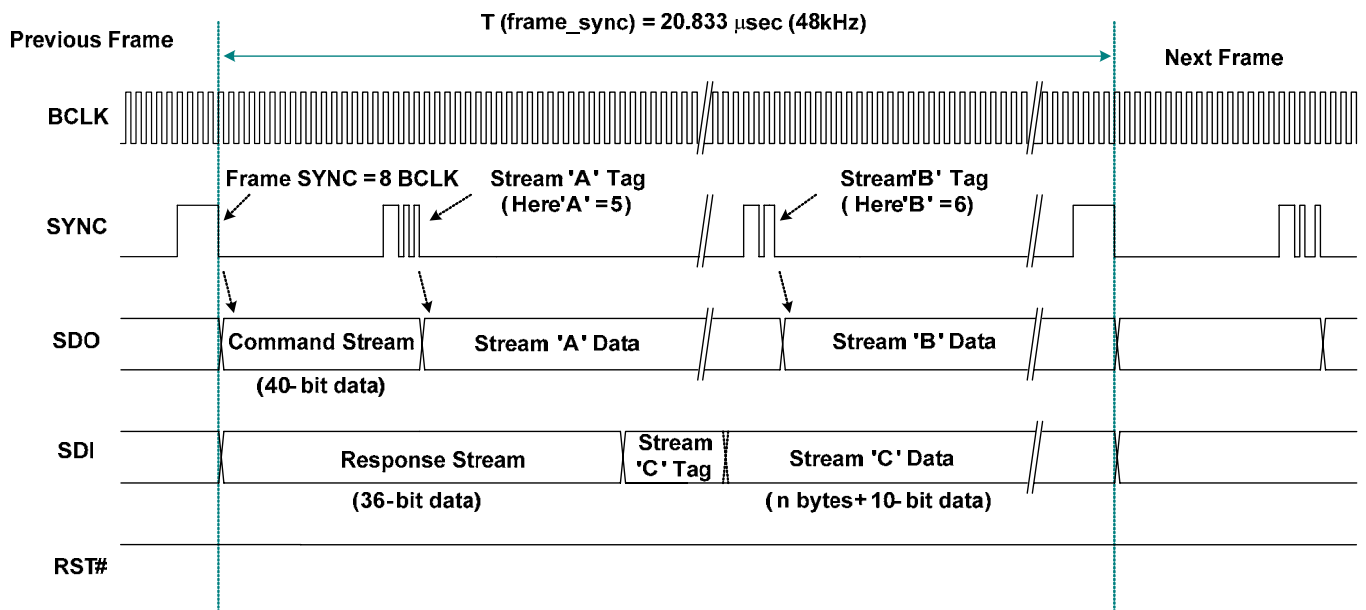 T (frame_sync) = 20.833 μsec (48kHz)
Previous Frame
Next Frame
BCLK
Frame SYNC = 8 BCLK
Stream 'A' Tag
(Here 'A' = 5)
Stream 'B' Tag
(Here 'B' = 6)
SYNC
SDO
Command Stream
Stream 'A' Data
Stream 'B' Data
(40-bit data)
SDI
Response Stream
Stream
'C' Tag
Stream 'C' Data
(36-bit data)
(n bytes+10-bit data)
RST#